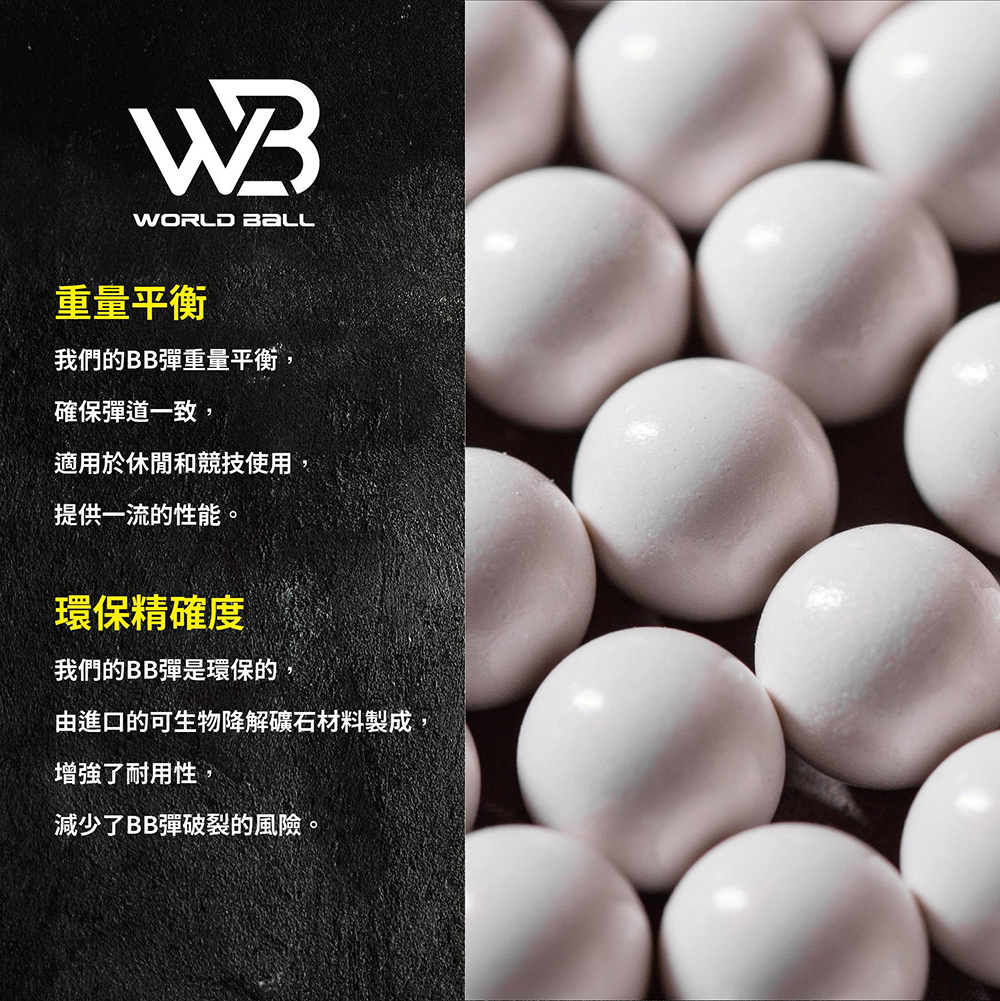 WB
WORLD BALL
重量平衡
我們的BB彈重量平衡，
確保彈道一致，
適用於休閒和競技使用，
提供一流的性能。
環保精確度
我們的BB彈是環保的，
由進口的可生物降解礦石材料製成，
增強了耐用性，
減少了BB彈破裂的風險。